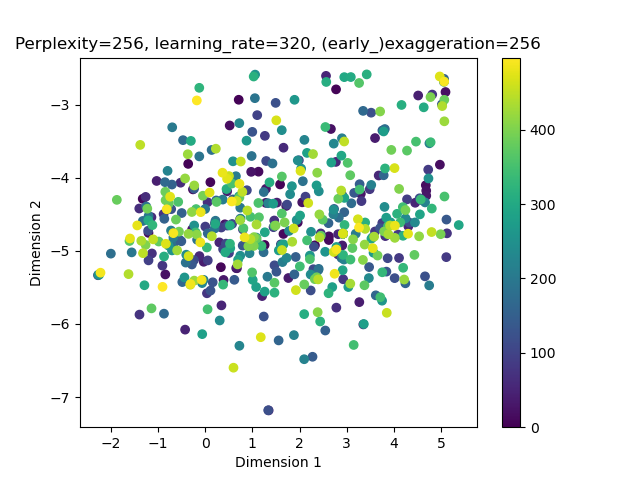 Perplexity=256, learning_rate=320, (early_)exaggeration=256
−3
−4
−5
−6
−7
Dimension 2
−2 −1 0 1 2 3 4 5
Dimension 1
400
300
200
100
0